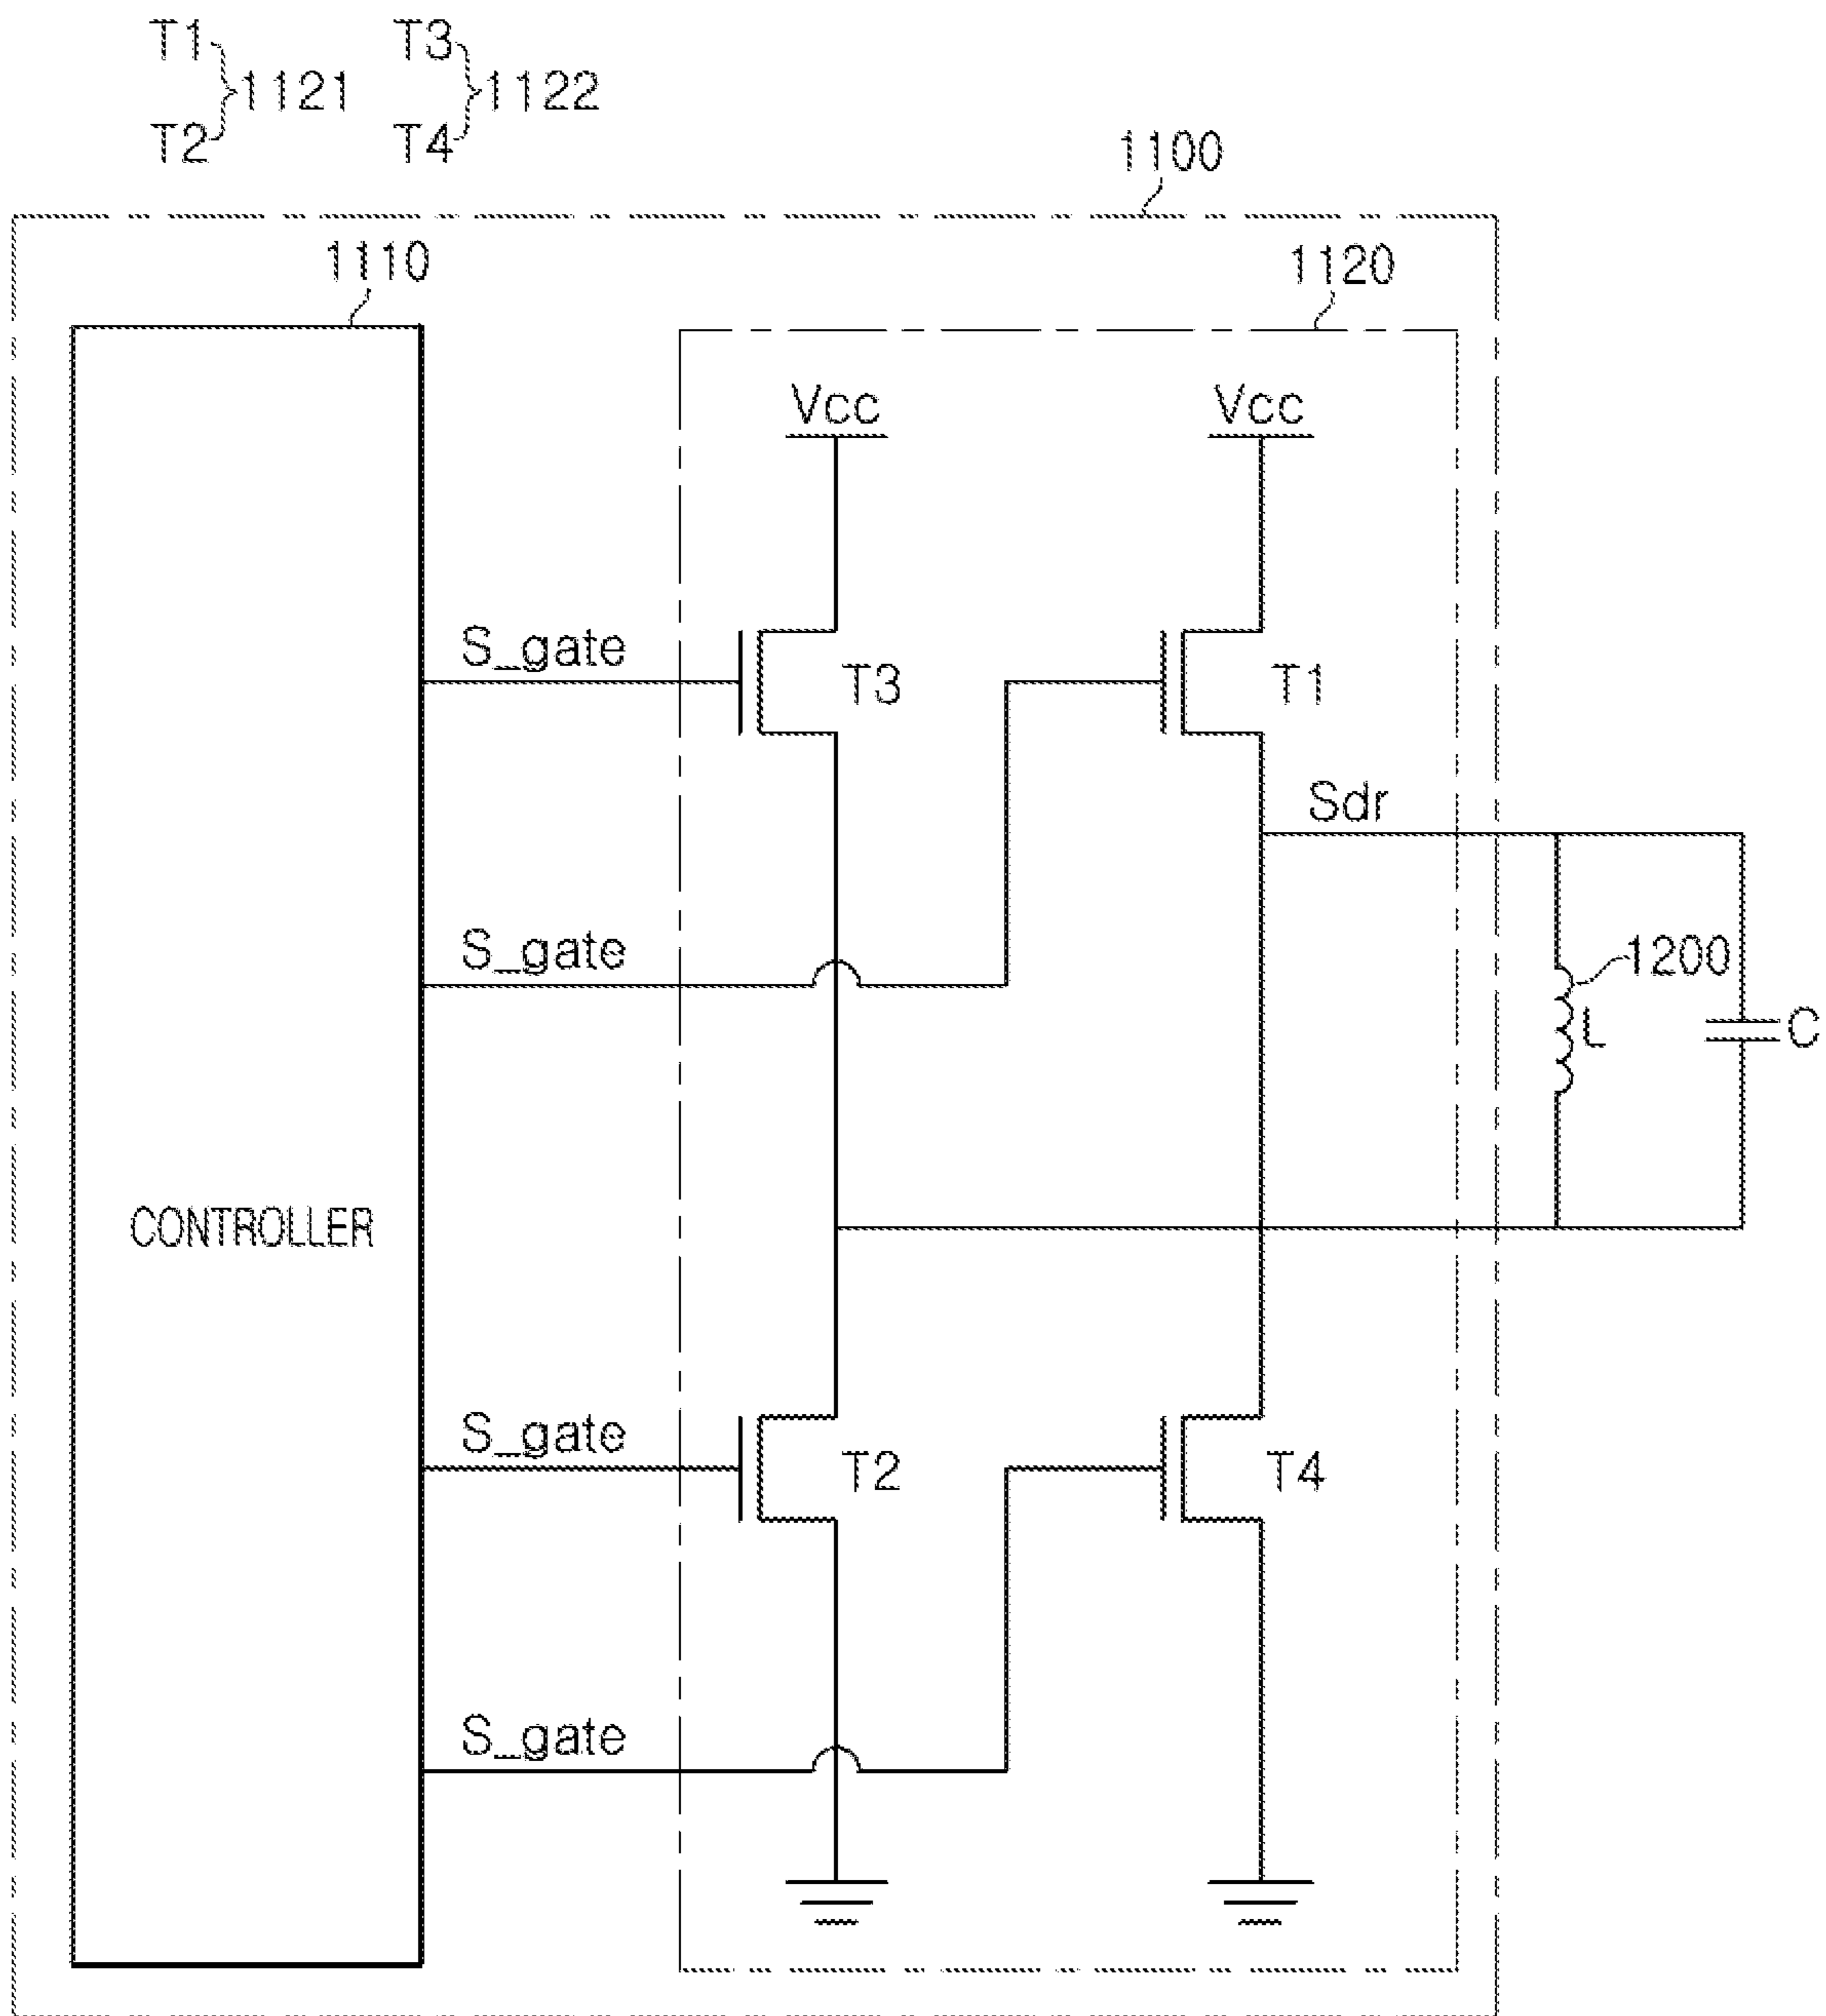 T1 T3
1121 1122
T2 T4
1100
1110 1120
Vcc Vcc
S_gate T3 T1
Sdr
S_gate 1200
L C
CONTROLLER
S_gate T2 T4
S_gate